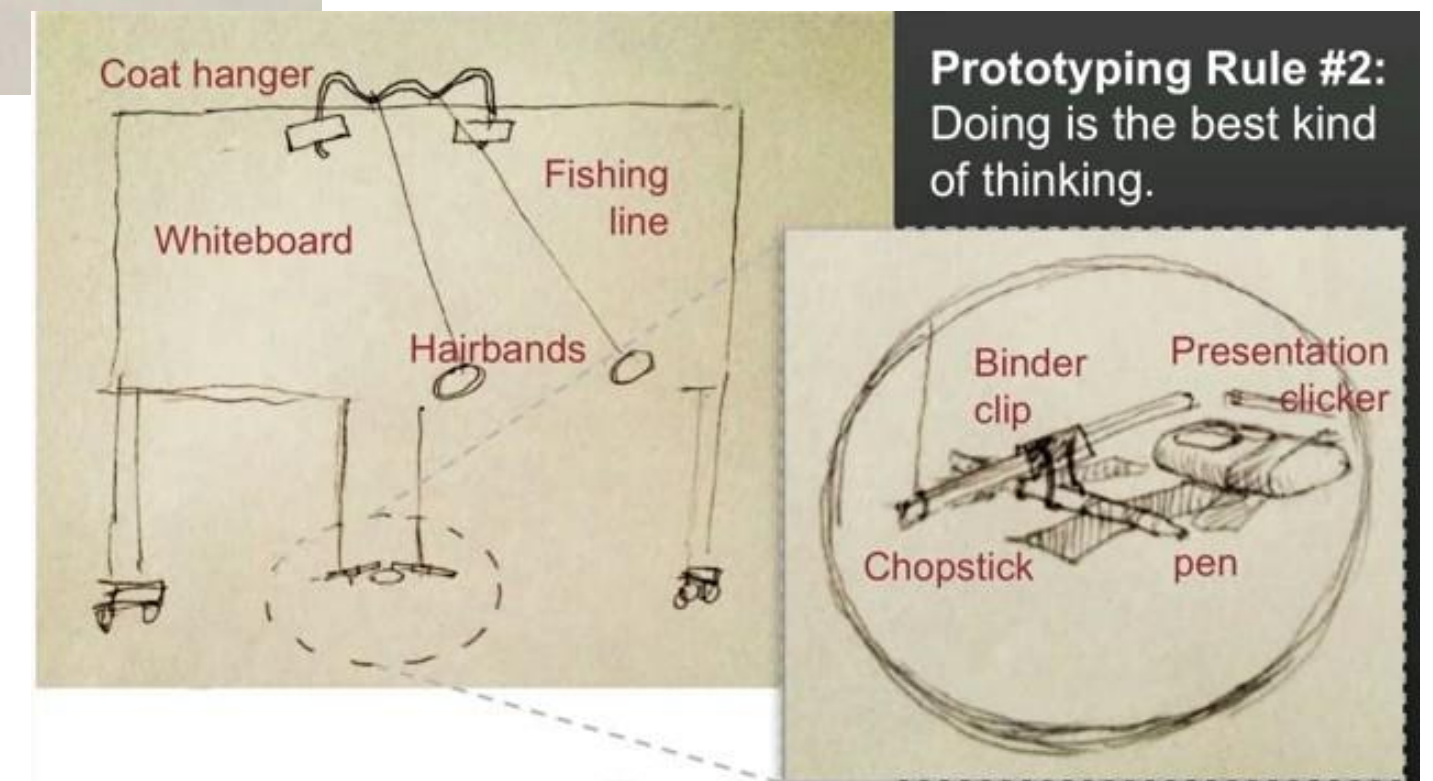 Coat hanger
Fishing
line
Whiteboard
Hairbands
Prototyping Rule #2:
Doing is the best kind
of thinking.
Binder
clip
Presentation
clicker
Chopstick
pen